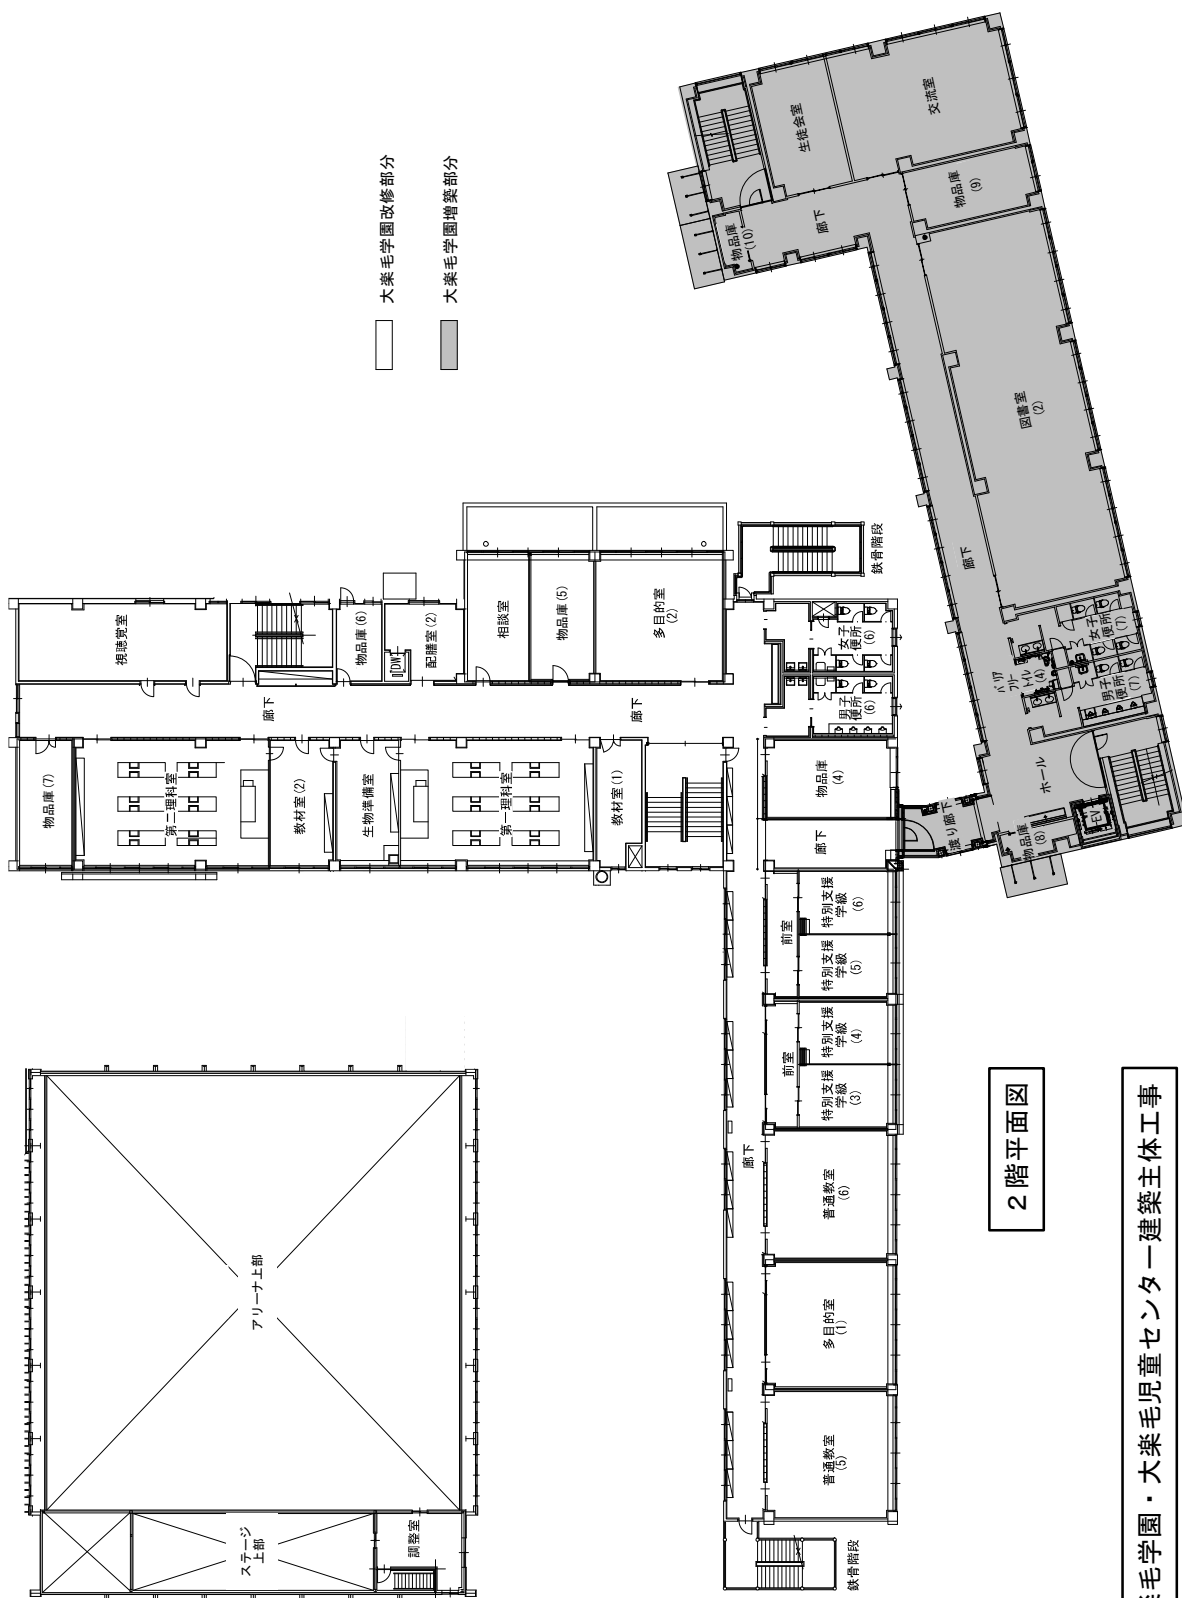 大楽毛学園改修部分
大楽毛学園増築部分
生徒会室
交流室
物品庫
(10)
廊下
物品庫
(9)
図書室
(2)
廊下
バリア
フリー
トイレ
(4)
女子
便所
(7)
男子
便所
(7)
ホール
EV
物品庫
(8)
渡り廊下
視聴覚室
物品庫(6)
配膳室(2)
DW
相談室
物品庫(5)
多目的室
(2)
鉄骨階段
廊下
廊下
女子
便所
(6)
男子
便所
(6)
物品庫(7)
第二理科室
教材室(2)
生物準備室
第一理科室
教材室(1)
物品庫
(4)
廊下
前室
特別支援
学級
(6)
特別支援
学級
(5)
前室
特別支援
学級
(4)
特別支援
学級
(3)
廊下
普通教室
(6)
多目的室
(1)
普通教室
(5)
鉄骨階段
アリーナ上部
ステージ
上部
調整室
２階平面図
毛学園・大楽毛児童センター建築主体工事